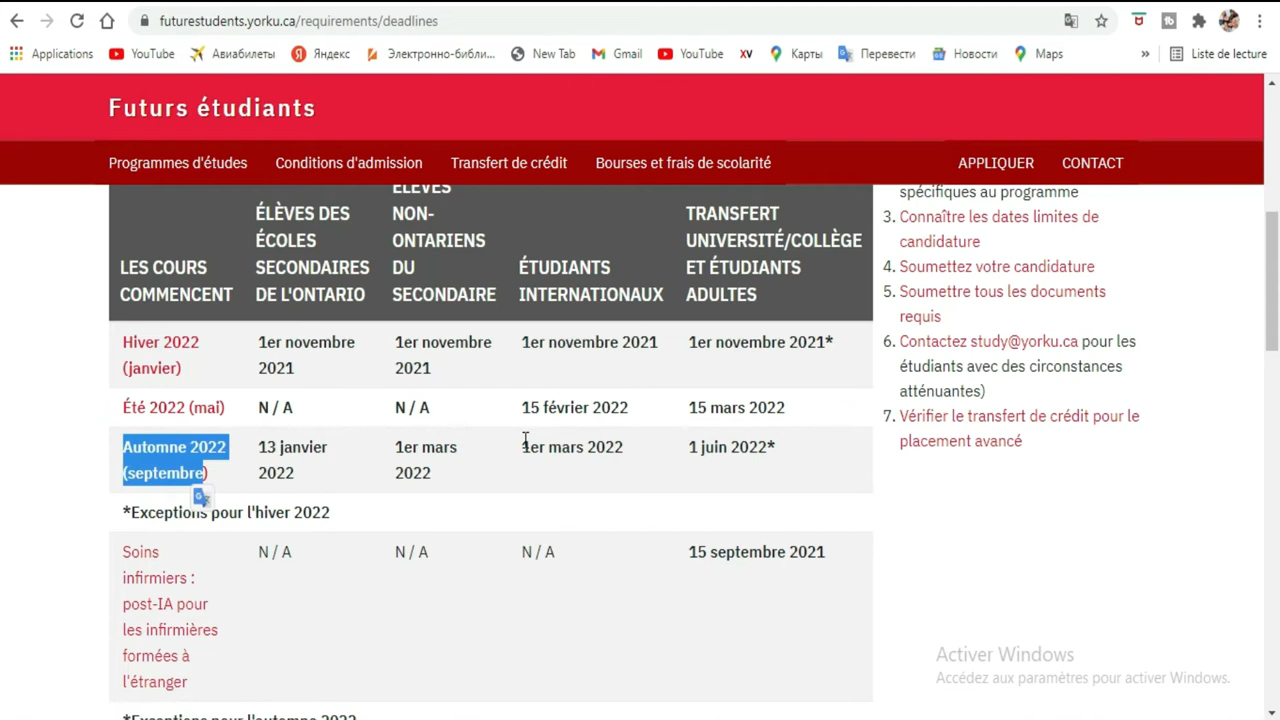 futurestudents.yorku.ca/requirements/deadlines
Applications
YouTube
Авиабилеты
Яндекс
Электронно-библи...
New Tab
Gmail
YouTube
XV
Карты
Перевести
Новости
Maps
»
Liste de lecture
Futurs étudiants
Programmes d'études
Conditions d'admission
Transfert de crédit
Bourses et frais de scolarité
APPLIQUER
CONTACT
LES COURS
COMMENCENT
ÉLÈVES DES
ÉCOLES
SECONDAIRES
DE L'ONTARIO
ÉLÈVES
NON-
ONTARIENS
DU
SECONDAIRE
ÉTUDIANTS
INTERNATIONAUX
TRANSFERT
UNIVERSITÉ/COLLÈGE
ET ÉTUDIANTS
ADULTES
Hiver 2022
(janvier)
1er novembre
2021
1er novembre
2021
1er novembre 2021
1er novembre 2021*
Été 2022 (mai)
N / A
N / A
15 février 2022
15 mars 2022
Automne 2022
(septembre)
13 janvier
2022
1er mars
2022
1er mars 2022
1 juin 2022*
*Exceptions pour l'hiver 2022
Soins
infirmiers :
post-IA pour
les infirmières
formées à
l'étranger
N / A
N / A
N / A
15 septembre 2021
*Exceptions pour l'automne 2022
spécifiques au programme
3. Connaître les dates limites de
candidature
4. Soumettez votre candidature
5. Soumettre tous les documents
requis
6. Contactez study@yorku.ca pour les
étudiants avec des circonstances
atténuantes)
7. Vérifier le transfert de crédit pour le
placement avancé
Activer Windows
Accédez aux paramètres pour activer Windows.